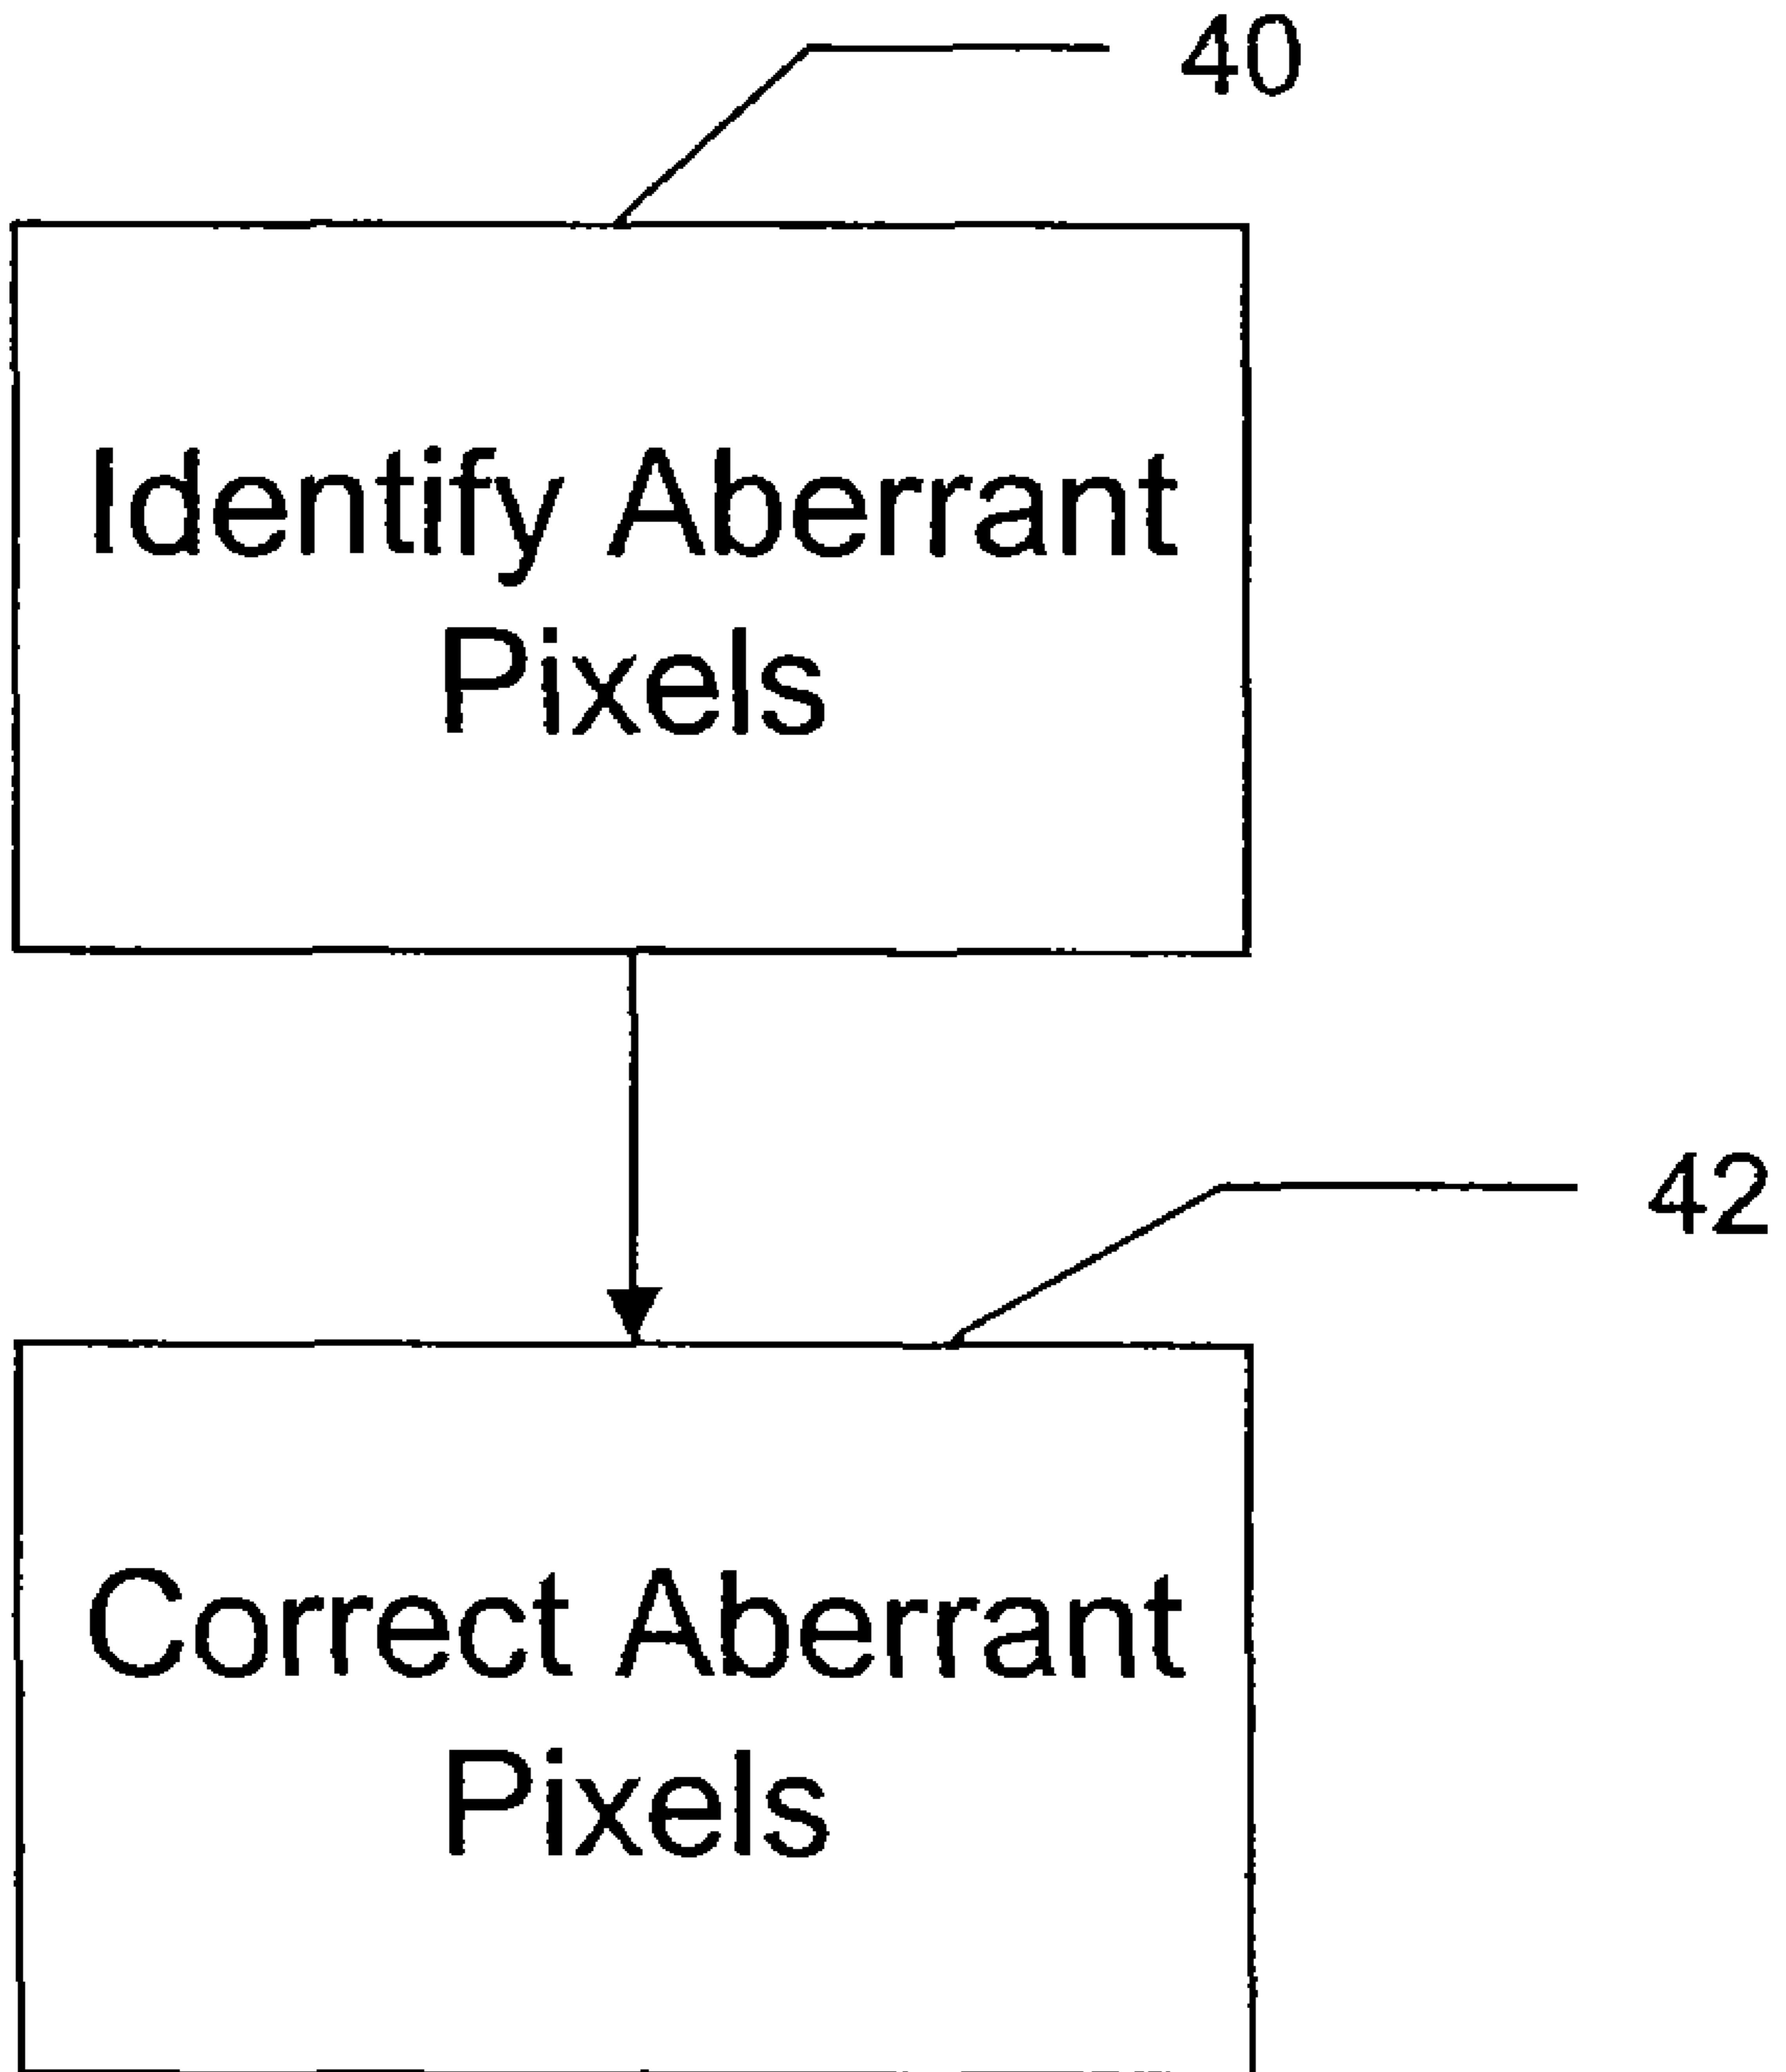 40
Identify Aberrant
Pixels
42
Correct Aberrant
Pixels